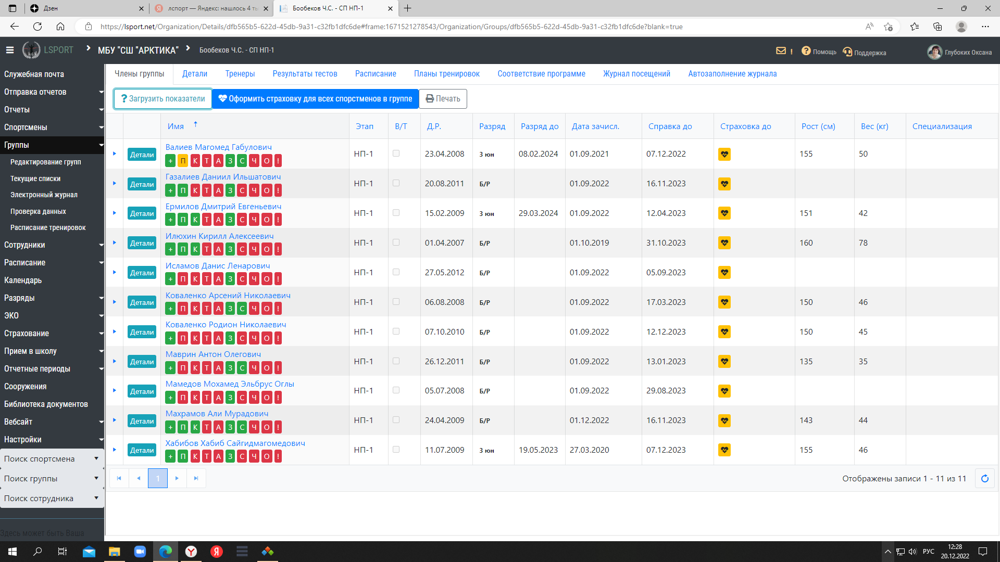 Дзен
лспорт — Яндекс: нашлось 4 ты
Бообеков Ч.С. - СП НП-1
https://lsport.net/Organization/Details/dfb565b5-622d-45db-9a31-c32fb1dfc6de#frame:1671521278543/Organization/Groups/dfb565b5-622d-45db-9a31-c32fb1dfc6de?blank=true
LSPORT
МБУ "СШ "АРКТИКА"
Бообеков Ч.С. - СП НП-1
! Помощь Поддержка Глубоких Оксана
Служебная почта
Отправка отчетов
Отчеты
Спортсмены
Группы
Редактирование групп
Текущие списки
Электронный журнал
Проверка данных
Расписание тренировок
Сотрудники
Расписание
Календарь
Разряды
ЭКО
Страхование
Прием в школу
Отчетные периоды
Сооружения
Библиотека документов
Вебсайт
Настройки
Поиск спортсмена
Поиск группы
Поиск сотрудника
Здесь может быть Ваша
Члены группы Детали Тренеры Результаты тестов Расписание Планы тренировок Соответствие программе Журнал посещений Автозаполнение журнала
? Загрузить показатели Оформить страховку для всех спорстменов в группе Печать
Имя Этап В/Т Д.Р. Разряд Разряд до Дата зачисл. Справка до Страховка до Рост (см) Вес (кг) Специализация
Валиев Магомед Габулович
Детали НП-1 23.04.2008 3 юн 08.02.2024 01.09.2021 07.12.2022 155 50
+ П К Т А З С Ч О !
Газалиев Даниил Ильшатович
Детали НП-1 20.08.2011 Б/Р 01.09.2022 16.11.2023
+ П К Т А З С Ч О !
Ермилов Дмитрий Евгеньевич
Детали НП-1 15.02.2009 3 юн 29.03.2024 01.09.2022 12.04.2023 151 42
+ П К Т А З С Ч О !
Илюхин Кирилл Алексеевич
Детали НП-1 01.04.2007 Б/Р 01.10.2019 31.10.2023 160 78
+ П К Т А З С Ч О !
Исламов Данис Ленарович
Детали НП-1 27.05.2012 Б/Р 01.09.2022 05.09.2023
+ П К Т А З С Ч О !
Коваленко Арсений Николаевич
Детали НП-1 06.08.2008 Б/Р 01.09.2022 17.03.2023 150 46
+ П К Т А З С Ч О !
Коваленко Родион Николаевич
Детали НП-1 07.10.2010 Б/Р 01.09.2022 12.12.2023 150 45
+ П К Т А З С Ч О !
Маврин Антон Олегович
Детали НП-1 26.12.2011 Б/Р 01.09.2022 13.01.2023 135 35
+ П К Т А З С Ч О !
Мамедов Мохамед Эльбрус Оглы
Детали НП-1 05.07.2008 Б/Р 01.09.2022 29.08.2023
+ П К Т А З С Ч О !
Махрамов Али Мурадович
Детали НП-1 24.04.2009 Б/Р 01.12.2022 16.11.2023 143 44
+ П К Т А З С Ч О !
Хабибов Хабиб Сайгидмагомедович
Детали НП-1 11.07.2009 3 юн 19.05.2023 27.03.2020 07.12.2023 155 46
+ П К Т А З С Ч О !
1
Отображены записи 1 - 11 из 11
РУС
12:28
20.12.2022